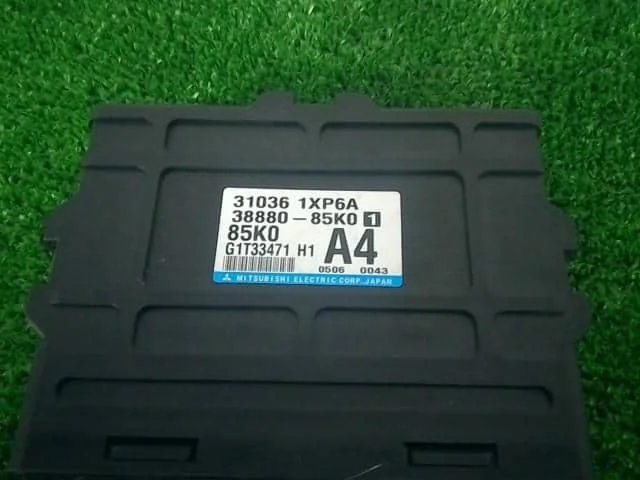 31036 1XP6A
38880-85K0 1
85K0
G1T33471 H1 A4
0506 0043
MITSUBISHI ELECTRIC CORP. JAPAN